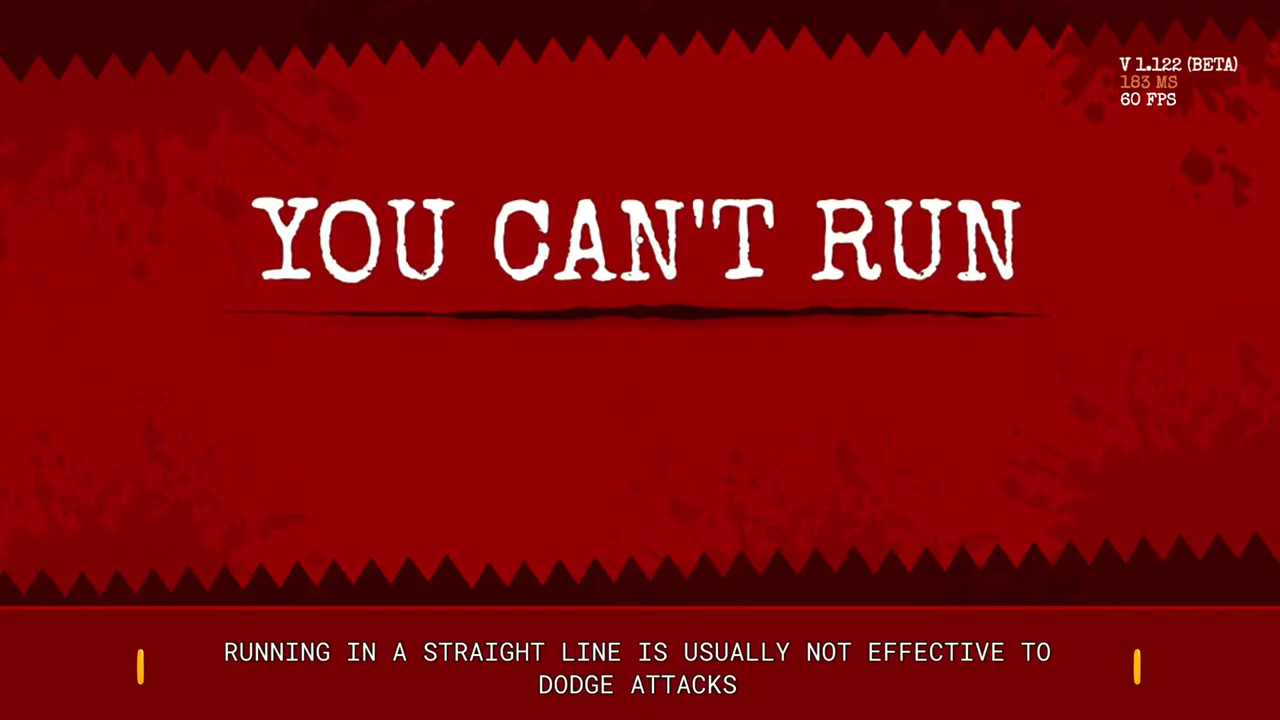 V 1.122 (BETA)
183 MS
60 FPS
YOU CAN'T RUN
RUNNING IN A STRAIGHT LINE IS USUALLY NOT EFFECTIVE TO
DODGE ATTACKS